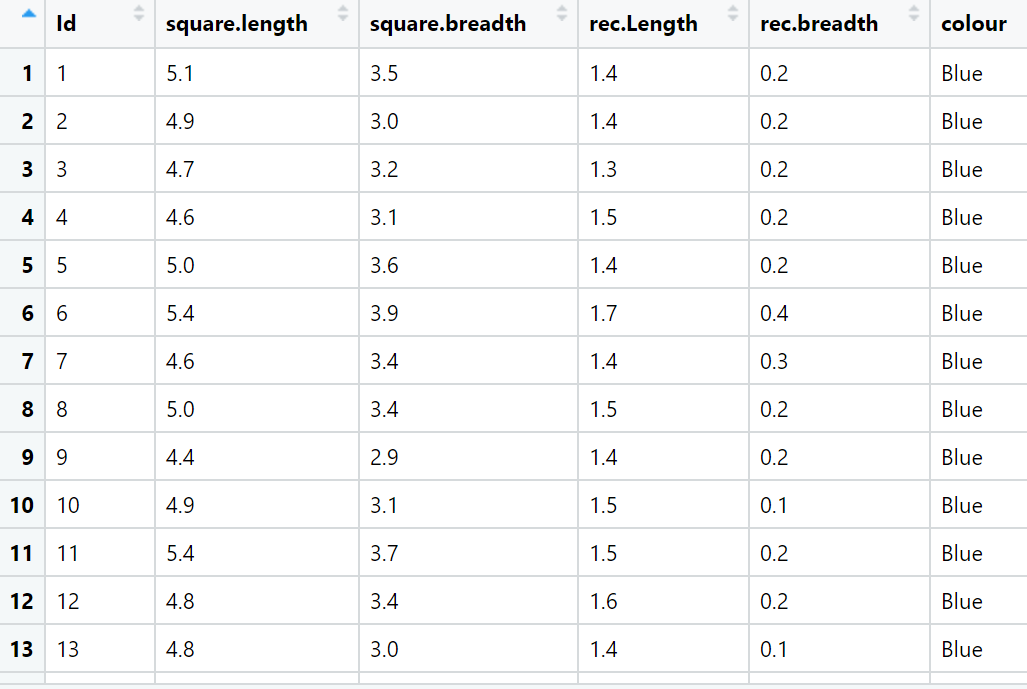 Id square.length square.breadth rec.Length rec.breadth colour
1 1 5.1 3.5 1.4 0.2 Blue
2 2 4.9 3.0 1.4 0.2 Blue
3 3 4.7 3.2 1.3 0.2 Blue
4 4 4.6 3.1 1.5 0.2 Blue
5 5 5.0 3.6 1.4 0.2 Blue
6 6 5.4 3.9 1.7 0.4 Blue
7 7 4.6 3.4 1.4 0.3 Blue
8 8 5.0 3.4 1.5 0.2 Blue
9 9 4.4 2.9 1.4 0.2 Blue
10 10 4.9 3.1 1.5 0.1 Blue
11 11 5.4 3.7 1.5 0.2 Blue
12 12 4.8 3.4 1.6 0.2 Blue
13 13 4.8 3.0 1.4 0.1 Blue